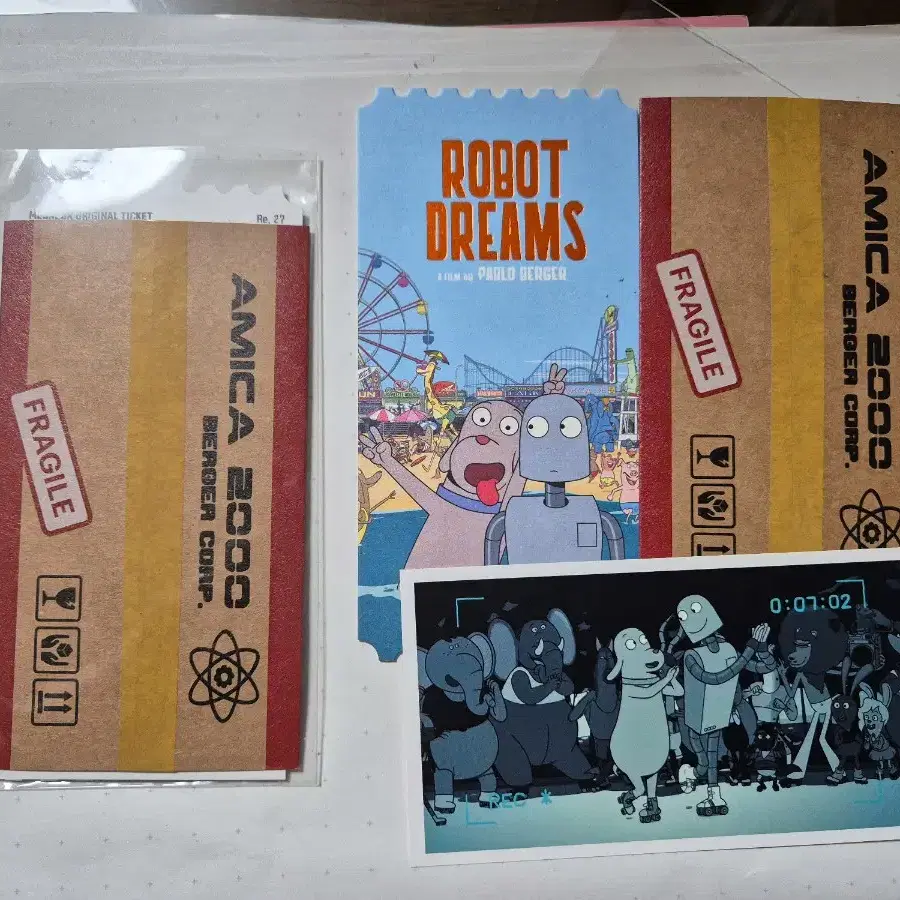 MEGABOX ORIGINAL TICKET
Re. 27
AMICA 2000
BERGER CORP.
FRAGILE
ROBOT
DREAMS
A FILM BY PABLO BERGER
AMICA 2000
BERGER CORP.
FRAGILE
0:07:02
REC *